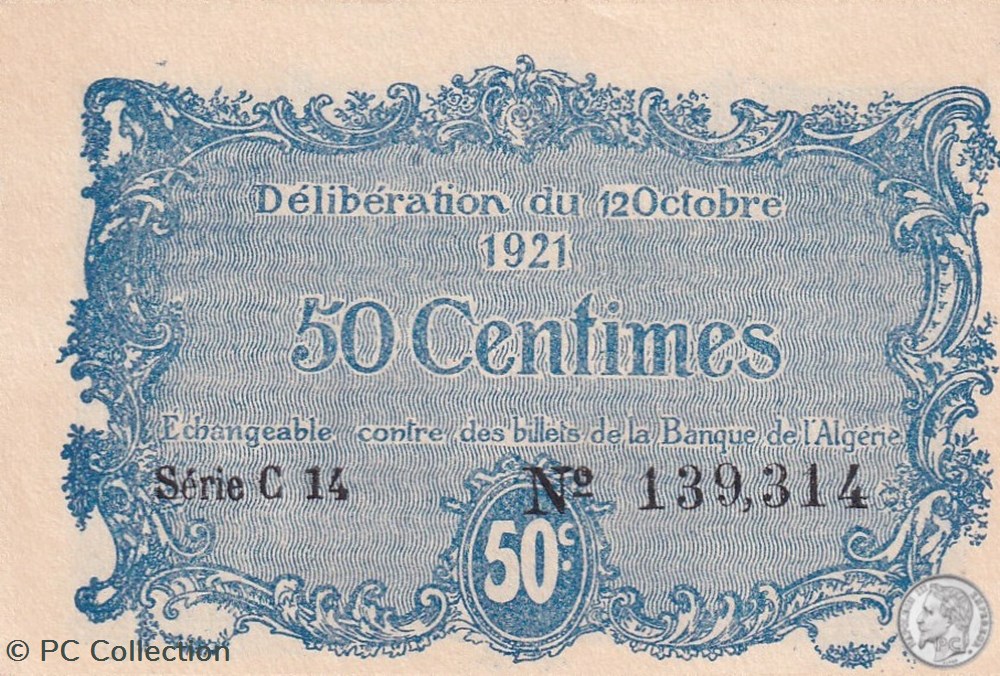 Délibération du 12 Octobre
1921
50 Centimes
Echangeable contre des billets de la Banque de l'Algérie
Série C 14 Nº 139,314
50c.
© PC Collection
PC